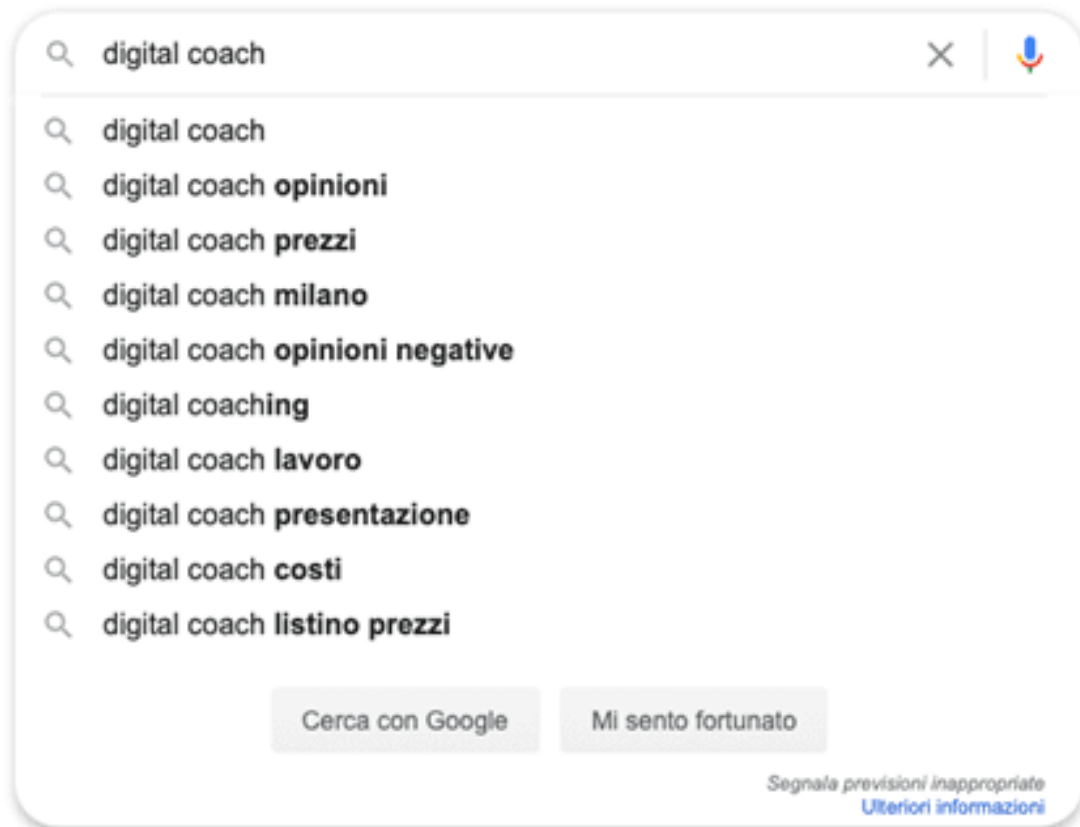 digital coach
digital coach
digital coach opinioni
digital coach prezzi
digital coach milano
digital coach opinioni negative
digital coaching
digital coach lavoro
digital coach presentazione
digital coach costi
digital coach listino prezzi
Cerca con Google Mi sento fortunato
Segnala previsioni inappropriate
Ulteriori informazioni